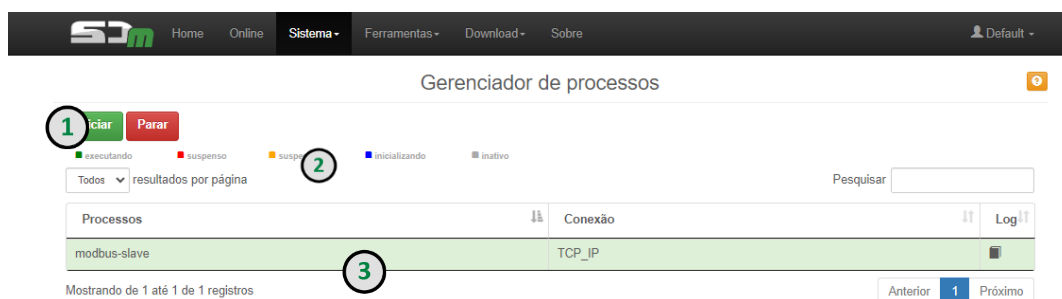 SDm Home Online Sistema Ferramentas Download Sobre Default
Gerenciador de processos
1 Parar
executando suspenso 2 inicializando inativo
Todos resultados por página Pesquisar
Processos Conexão Log
modbus-slave TCP_IP
3
Mostrando de 1 até 1 de 1 registros Anterior 1 Próximo